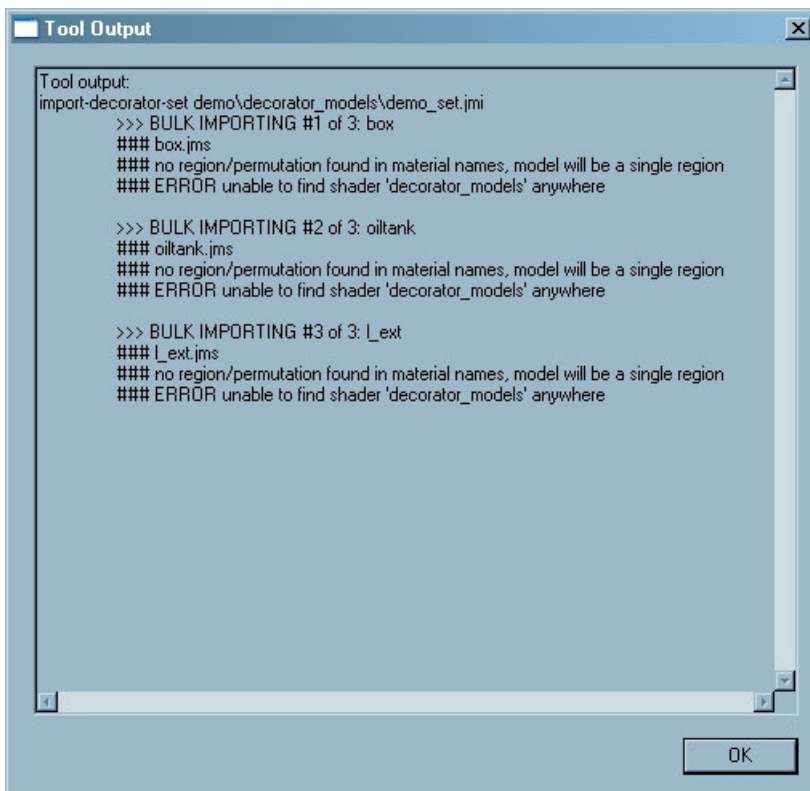 Tool Output
Tool output:
import-decorator-set demo\decorator_models\demo_set.jmi
>>> BULK IMPORTING #1 of 3: box
### box.jms
### no region/permutation found in material names, model will be a single region
### ERROR unable to find shader 'decorator_models' anywhere
>>> BULK IMPORTING #2 of 3: oiltank
### oiltank.jms
### no region/permutation found in material names, model will be a single region
### ERROR unable to find shader 'decorator_models' anywhere
>>> BULK IMPORTING #3 of 3: l_ext
### l_ext.jms
### no region/permutation found in material names, model will be a single region
### ERROR unable to find shader 'decorator_models' anywhere
OK